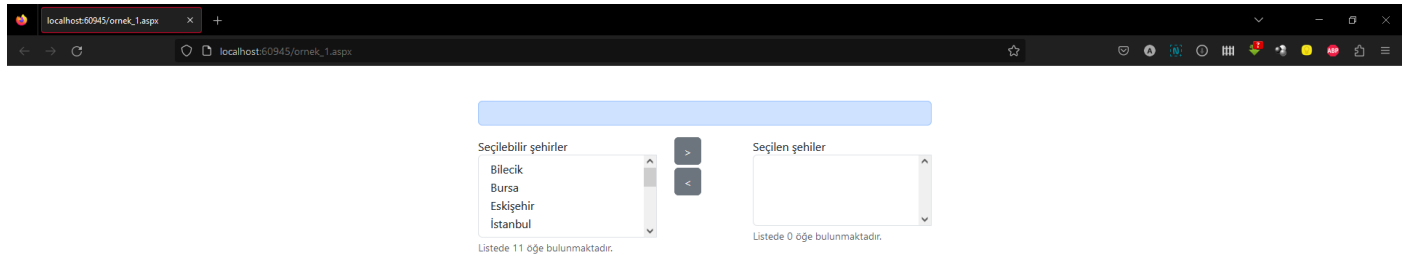 localhost:60945/ornek_1.aspx
localhost:60945/ornek_1.aspx
ABP
Seçilebilir şehirler
>
Seçilen şehiler
Bilecik
Bursa
<
Eskişehir
İstanbul
Listede 11 öğe bulunmaktadır.
Listede 0 öğe bulunmaktadır.